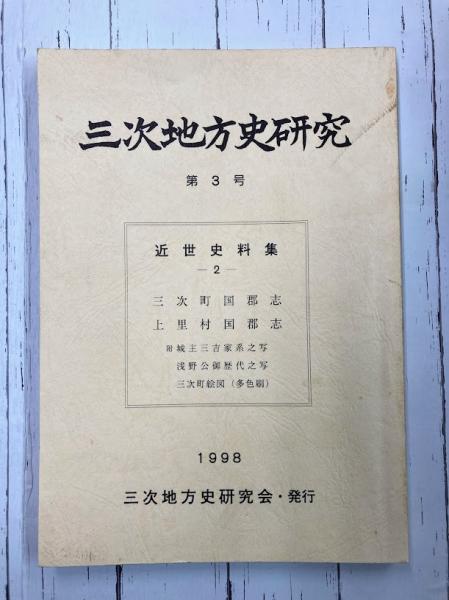 三次地方史研究
第3号
近世史料集
—2—
三次町国郡志
上里村国郡志
附城主三吉家系之写
浅野公御歴代之写
三次町絵図(多色刷)
1998
三次地方史研究会・発行